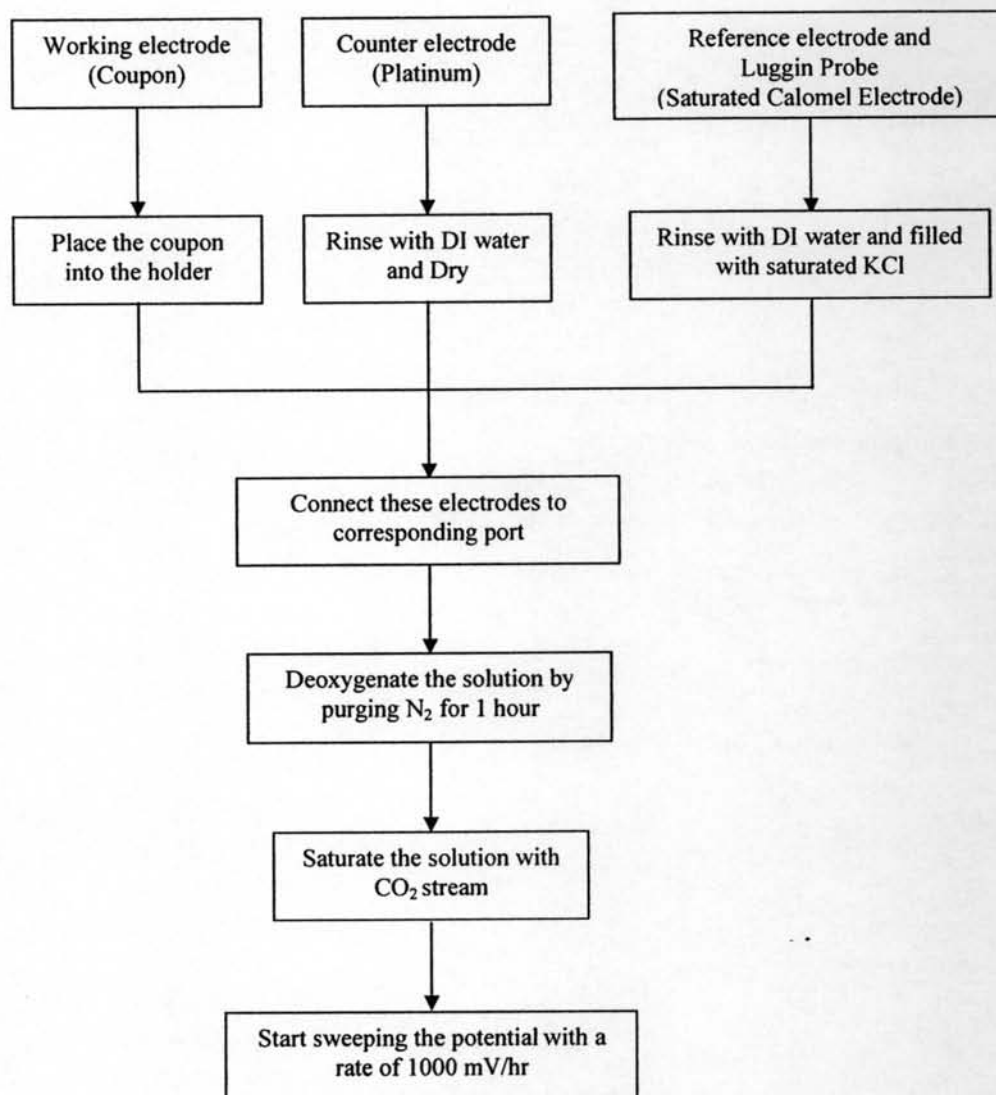 Working electrode
(Coupon)
Counter electrode
(Platinum)
Reference electrode and
Luggin Probe
(Saturated Calomel Electrode)
Place the coupon
into the holder
Rinse with DI water
and Dry
Rinse with DI water and filled
with saturated KCl
Connect these electrodes to
corresponding port
Deoxygenate the solution by
purging N₂ for 1 hour
Saturate the solution with
CO₂ stream
Start sweeping the potential with a
rate of 1000 mV/hr